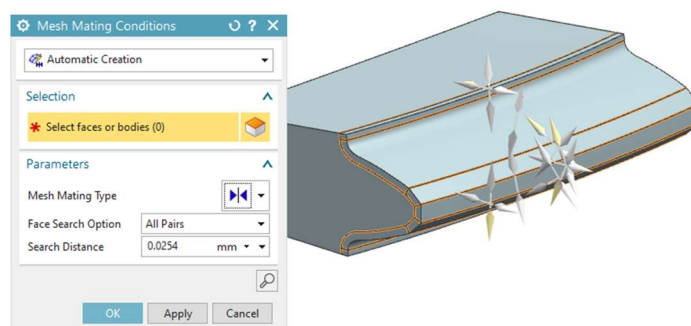 Mesh Mating Conditions
Automatic Creation
Selection
* Select faces or bodies (0)
Parameters
Mesh Mating Type
Face Search Option All Pairs
Search Distance 0.0254 mm
OK Apply Cancel